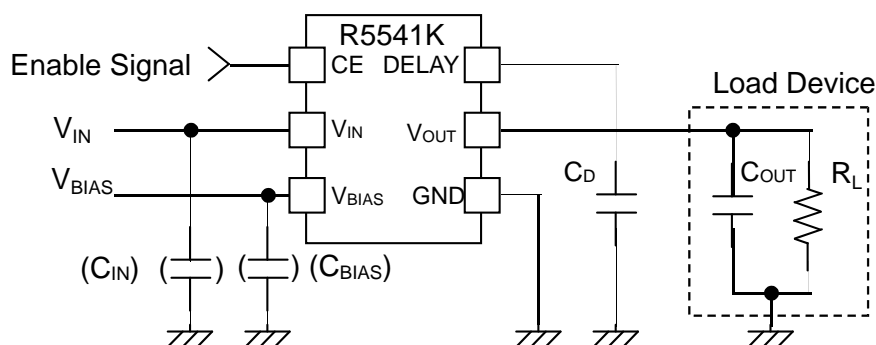 R5541K
Enable Signal
CE
DELAY
Load Device
VIN
VIN
VOUT
VBIAS
VBIAS
GND
CD
COUT
RL
(CIN)
(
)
(
)
(CBIAS)